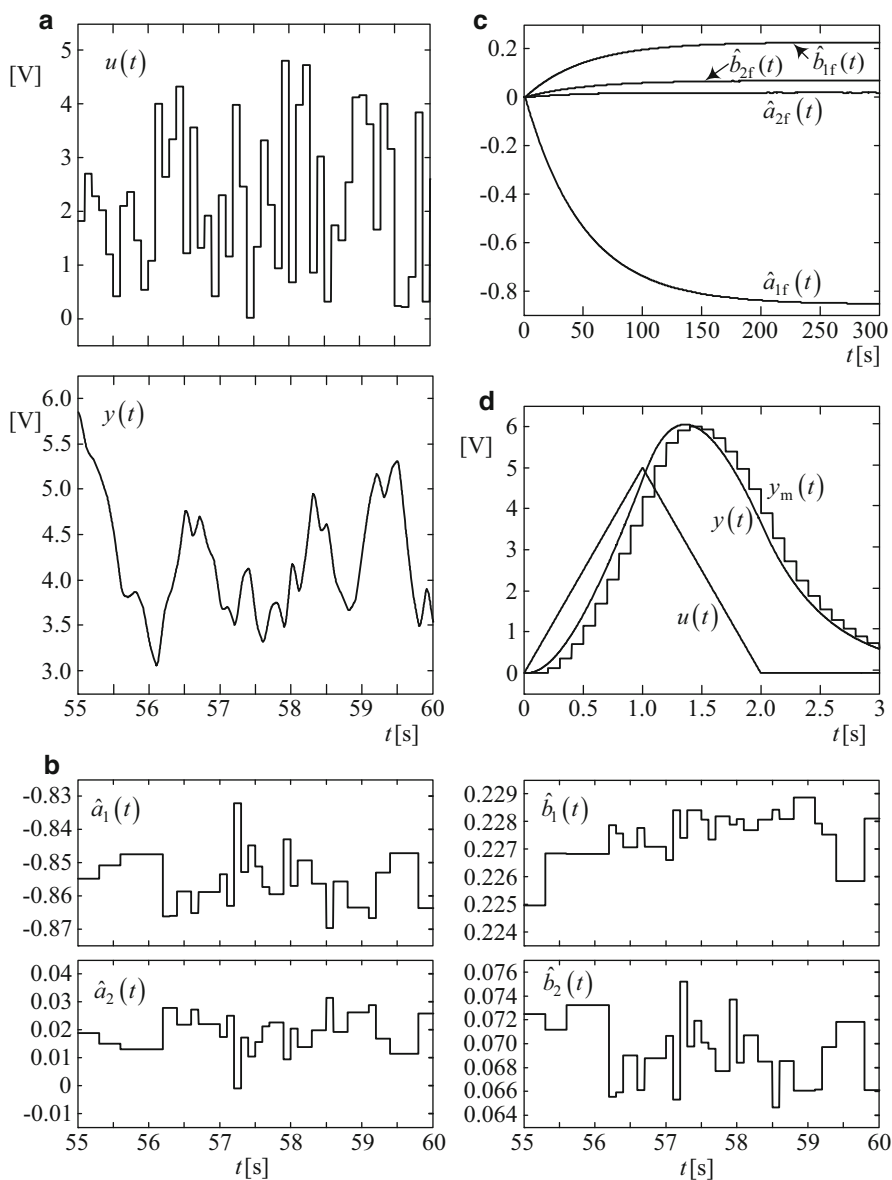 a
[V]
u(t)
5
4
3
2
1
0
[V]
y(t)
6.0
5.5
5.0
4.5
4.0
3.5
3.0
55 56 57 58 59 60
t[s]
c
0.2
0
-0.2
-0.4
-0.6
-0.8
b̂1f(t)
b̂2f(t)
â2f(t)
â1f(t)
0 50 100 150 200 250 300
t[s]
d
[V]
6
5
4
3
2
1
0
ym(t)
y(t)
u(t)
0 0.5 1.0 1.5 2.0 2.5 3
t[s]
b
â1(t)
-0.83
-0.84
-0.85
-0.86
-0.87
â2(t)
0.04
0.03
0.02
0.01
0
-0.01
55 56 57 58 59 60
t[s]
b̂1(t)
0.229
0.228
0.227
0.226
0.225
0.224
b̂2(t)
0.076
0.074
0.072
0.070
0.068
0.066
0.064
55 56 57 58 59 60
t[s]